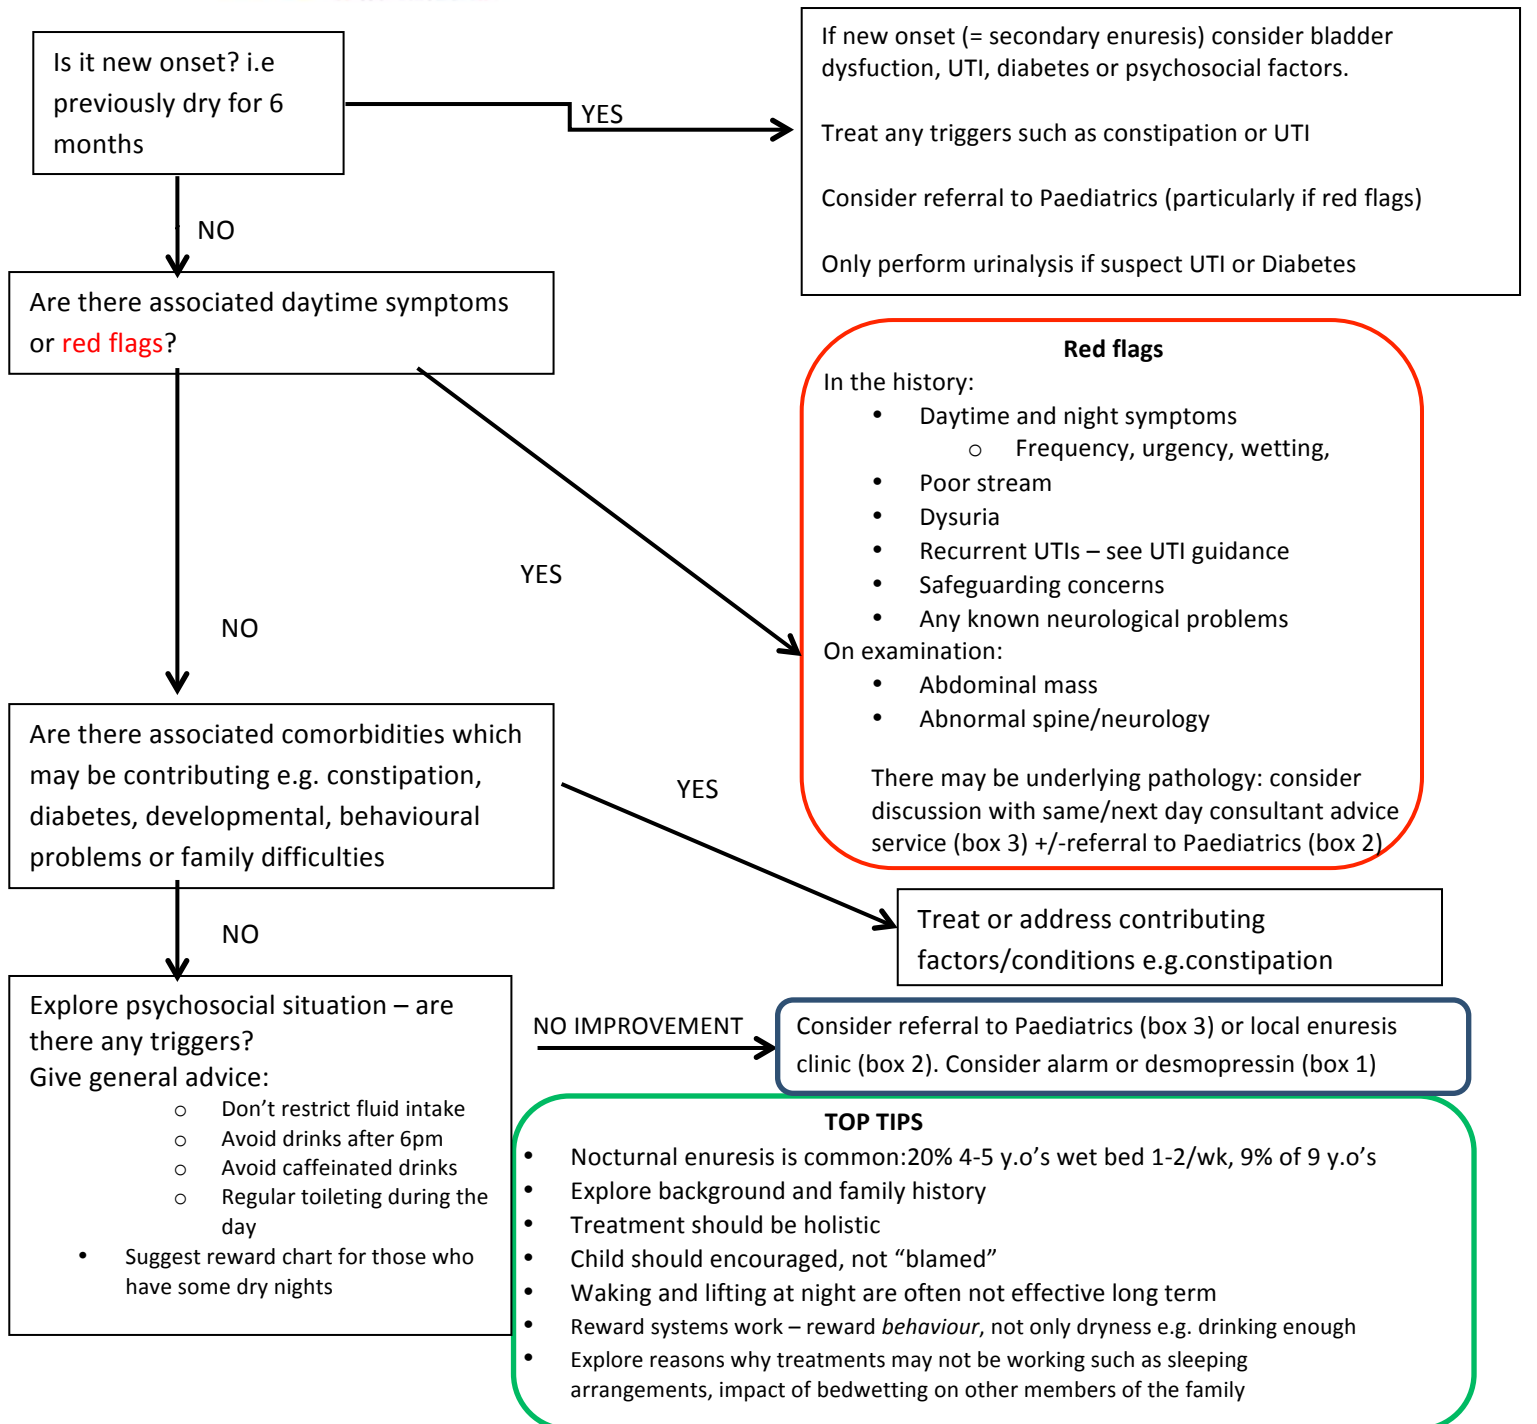 Is it new onset? i.e
previously dry for 6
months
YES
If new onset (= secondary enuresis) consider bladder
dysfuction, UTI, diabetes or psychosocial factors.
Treat any triggers such as constipation or UTI
Consider referral to Paediatrics (particularly if red flags)
Only perform urinalysis if suspect UTI or Diabetes
NO
Are there associated daytime symptoms
or red flags?
YES
Red flags
In the history:
• Daytime and night symptoms
o Frequency, urgency, wetting,
• Poor stream
• Dysuria
• Recurrent UTIs – see UTI guidance
• Safeguarding concerns
• Any known neurological problems
On examination:
• Abdominal mass
• Abnormal spine/neurology
There may be underlying pathology: consider
discussion with same/next day consultant advice
service (box 3) +/-referral to Paediatrics (box 2)
NO
Are there associated comorbidities which
may be contributing e.g. constipation,
diabetes, developmental, behavioural
problems or family difficulties
YES
Treat or address contributing
factors/conditions e.g.constipation
NO
Explore psychosocial situation – are
there any triggers?
Give general advice:
o Don’t restrict fluid intake
o Avoid drinks after 6pm
o Avoid caffeinated drinks
o Regular toileting during the
day
• Suggest reward chart for those who
have some dry nights
NO IMPROVEMENT
Consider referral to Paediatrics (box 3) or local enuresis
clinic (box 2). Consider alarm or desmopressin (box 1)
TOP TIPS
• Nocturnal enuresis is common:20% 4-5 y.o’s wet bed 1-2/wk, 9% of 9 y.o’s
• Explore background and family history
• Treatment should be holistic
• Child should encouraged, not “blamed”
• Waking and lifting at night are often not effective long term
• Reward systems work – reward behaviour, not only dryness e.g. drinking enough
• Explore reasons why treatments may not be working such as sleeping
arrangements, impact of bedwetting on other members of the family